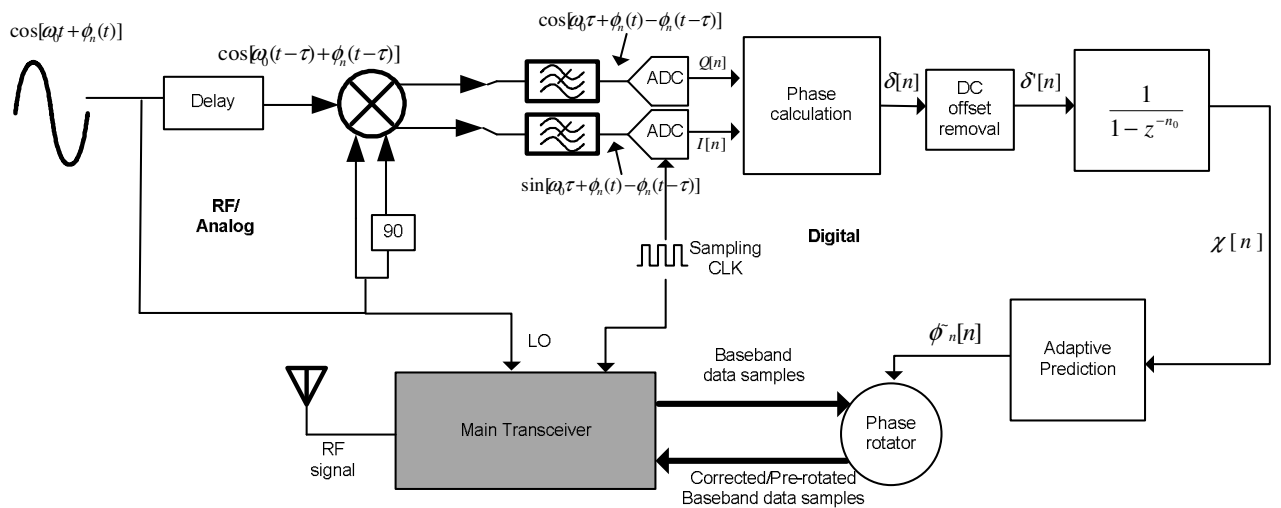 cos[ω₀t+ϕₙ(t)]
cos[ω₀(t−τ)+ϕₙ(t−τ)]
cos[ω₀τ+ϕₙ(t)−ϕₙ(t−τ)]
Delay
ADC
Q[n]
ADC
I[n]
sin[ω₀τ+ϕₙ(t)−ϕₙ(t−τ)]
Phase
calculation
δ[n]
DC
offset
removal
δ'[n]
1
1−z^{−n₀}
RF/
Analog
90
Sampling
CLK
Digital
χ[n]
LO
Baseband
data samples
ϕ˜ₙ[n]
Adaptive
Prediction
Main Transceiver
Phase
rotator
RF
signal
Corrected/Pre-rotated
Baseband data samples